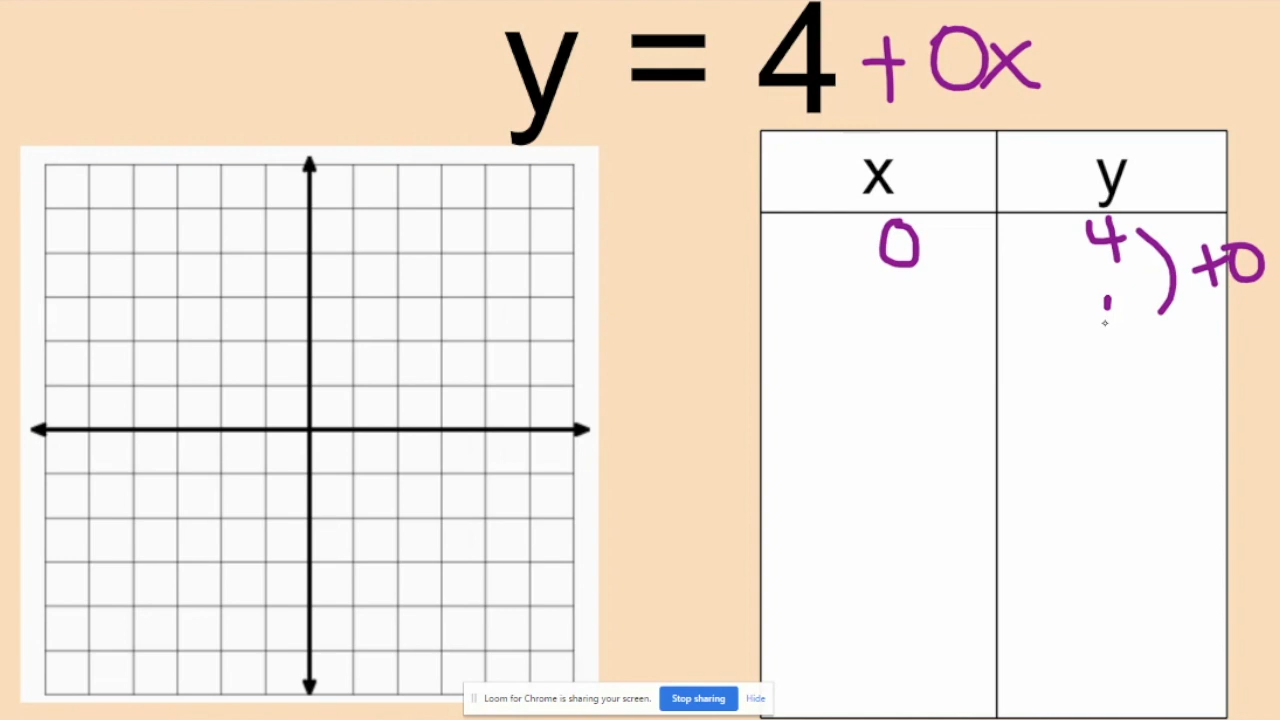 y = 4 + 0x
x y
0 4 ) +0
Loom for Chrome is sharing your screen. Stop sharing Hide